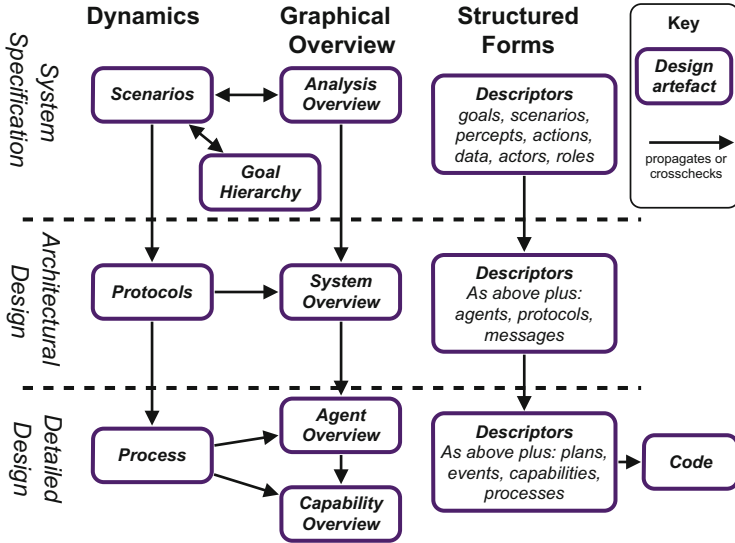 Dynamics
Graphical
Overview
Structured
Forms
Key
Design
artefact
propagates or
crosschecks
System
Specification
Scenarios
Analysis
Overview
Goal
Hierarchy
Descriptors
goals, scenarios,
percepts, actions,
data, actors, roles
Architectural
Design
Protocols
System
Overview
Descriptors
As above plus:
agents, protocols,
messages
Detailed
Design
Process
Agent
Overview
Capability
Overview
Descriptors
As above plus: plans,
events, capabilities,
processes
Code